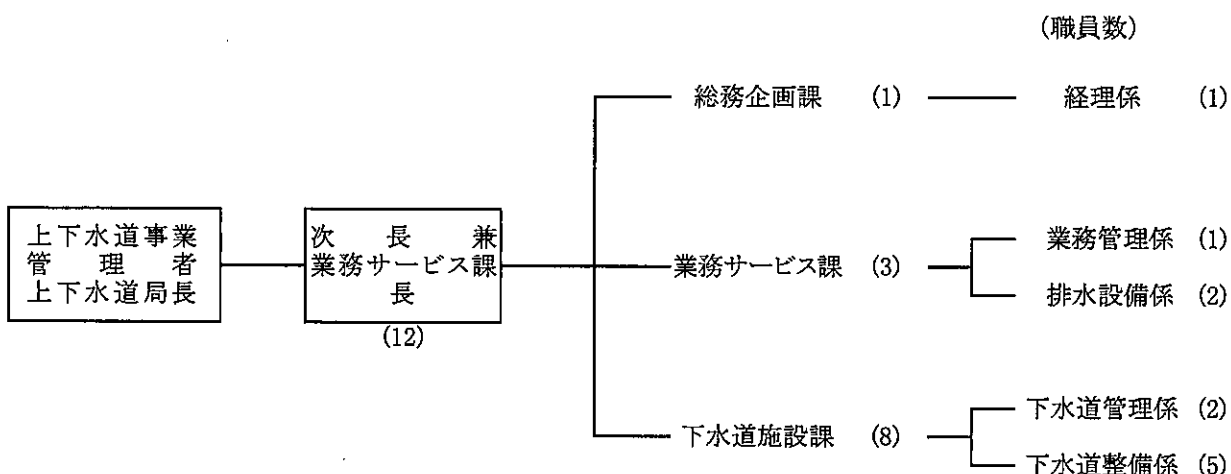 (職員数)
総務企画課 (1) 経理係 (1)
上下水道事業
管理者
上下水道局長
次長兼
業務サービス課
長
(12)
業務サービス課 (3)
業務管理係 (1)
排水設備係 (2)
下水道施設課 (8)
下水道管理係 (2)
下水道整備係 (5)